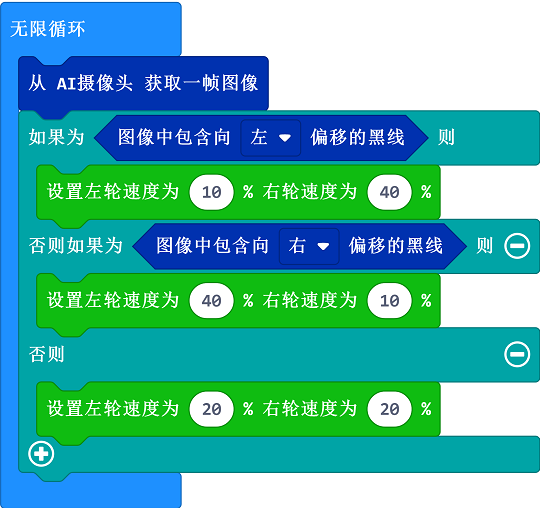 无限循环
从 AI摄像头 获取一帧图像
如果为 图像中包含向 左 偏移的黑线 则
设置左轮速度为 10 % 右轮速度为 40 %
否则如果为 图像中包含向 右 偏移的黑线 则
设置左轮速度为 40 % 右轮速度为 10 %
否则
设置左轮速度为 20 % 右轮速度为 20 %